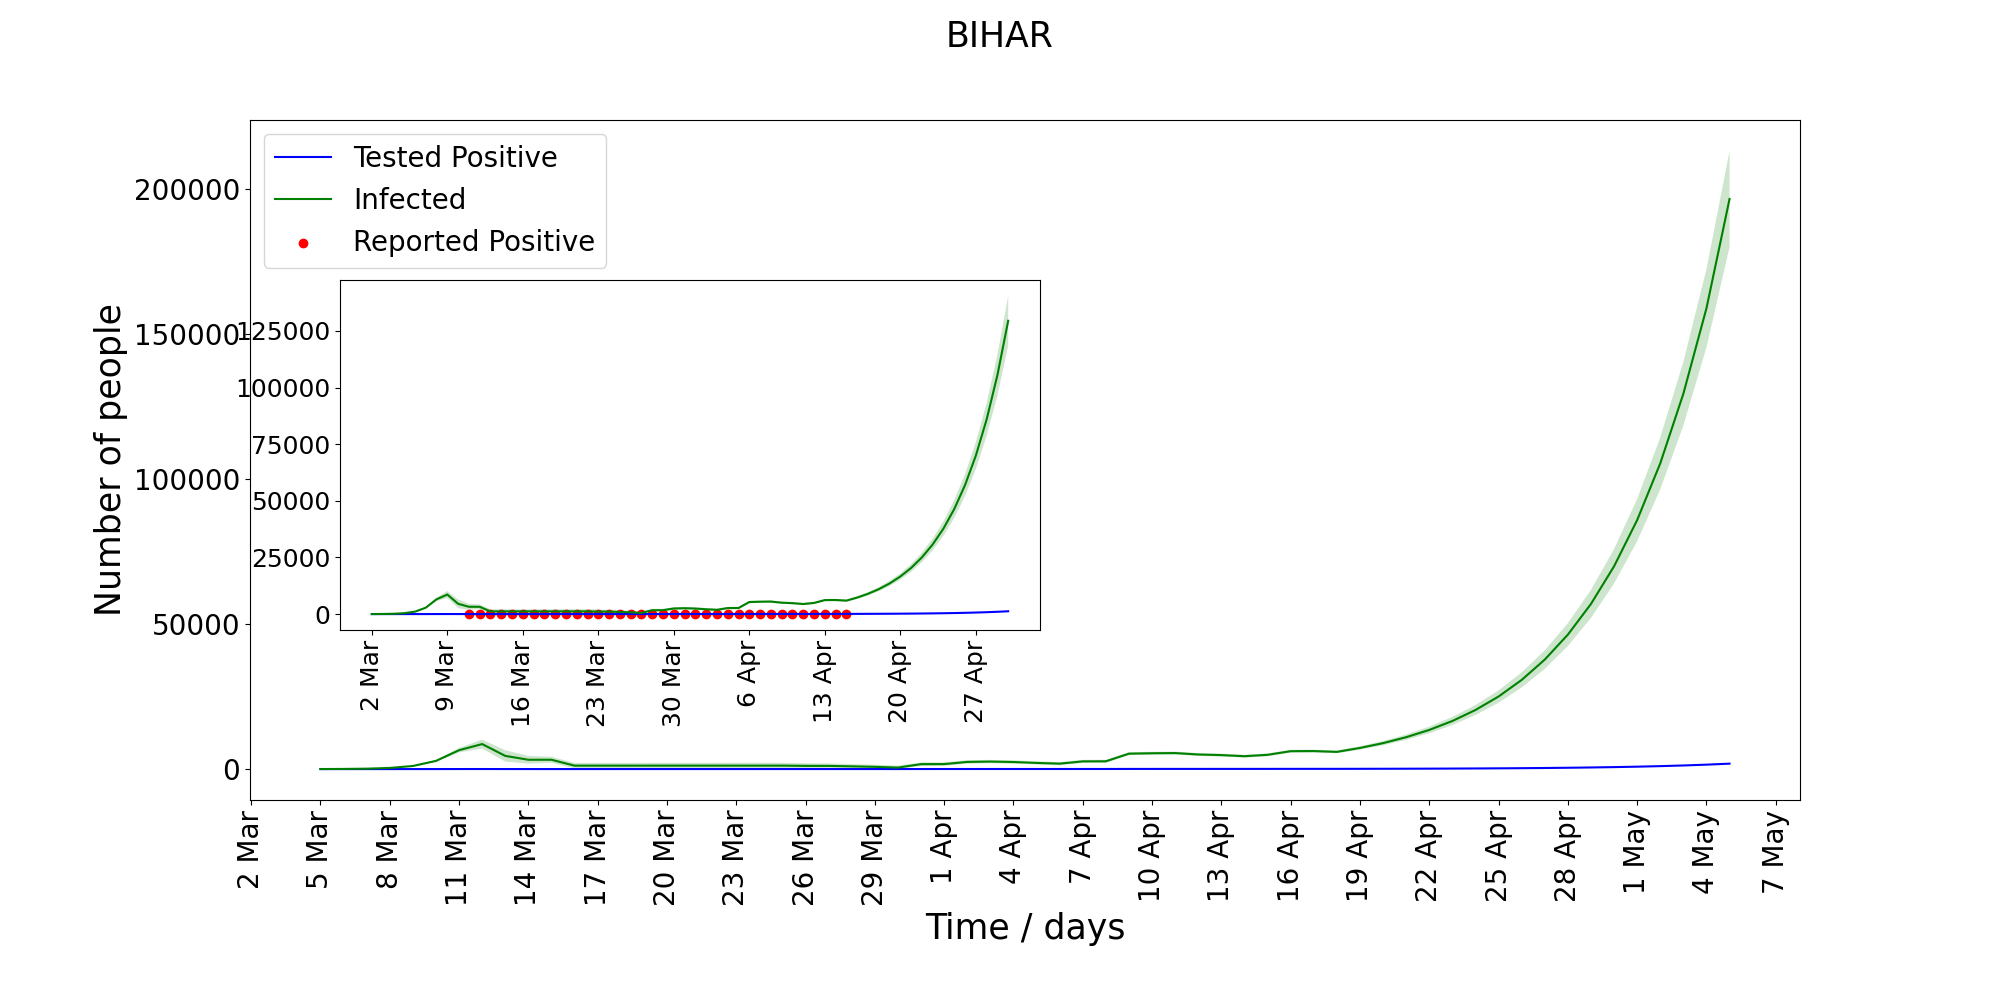 BIHAR
Tested Positive
Infected
Reported Positive
Number of people
200000
150000
100000
50000
0
125000
100000
75000
50000
25000
0
2 Mar
9 Mar
16 Mar
23 Mar
30 Mar
6 Apr
13 Apr
20 Apr
27 Apr
2 Mar
5 Mar
8 Mar
11 Mar
14 Mar
17 Mar
20 Mar
23 Mar
26 Mar
29 Mar
1 Apr
4 Apr
7 Apr
10 Apr
13 Apr
16 Apr
19 Apr
22 Apr
25 Apr
28 Apr
1 May
4 May
7 May
Time / days